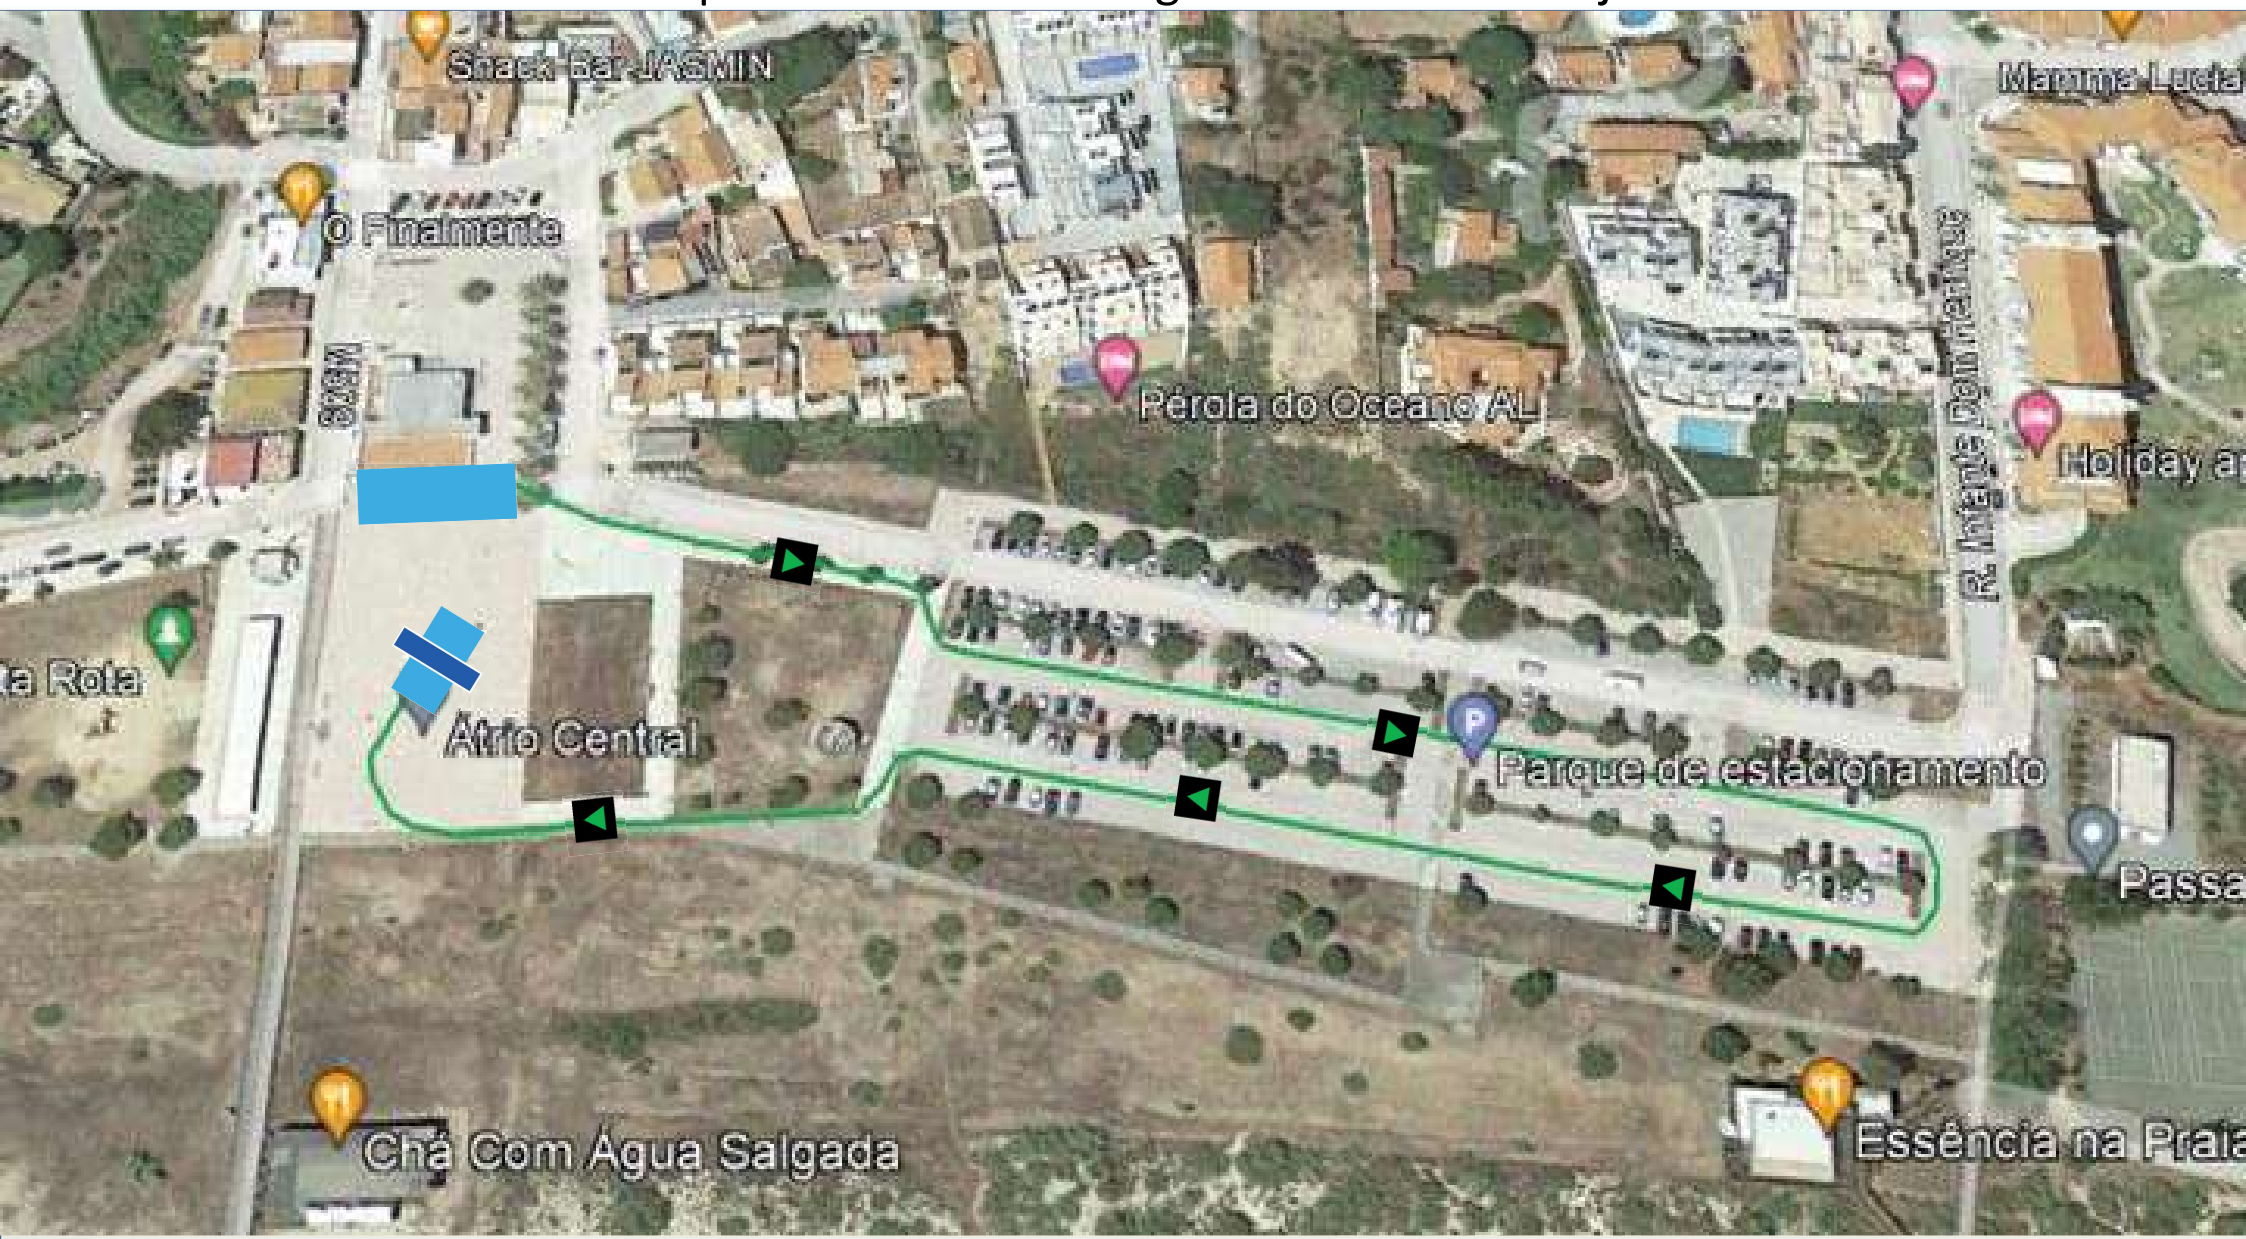 Snack-Bar JASMIN
Mamma Lucia
O Finalmente
R. Infante Dom Henrique
Pérola do Oceano AL
Holiday a
ta Rota
Átrio Central
P
Parque de estacionamento
Passa
Chá Com Água Salgada
Essência na Praia